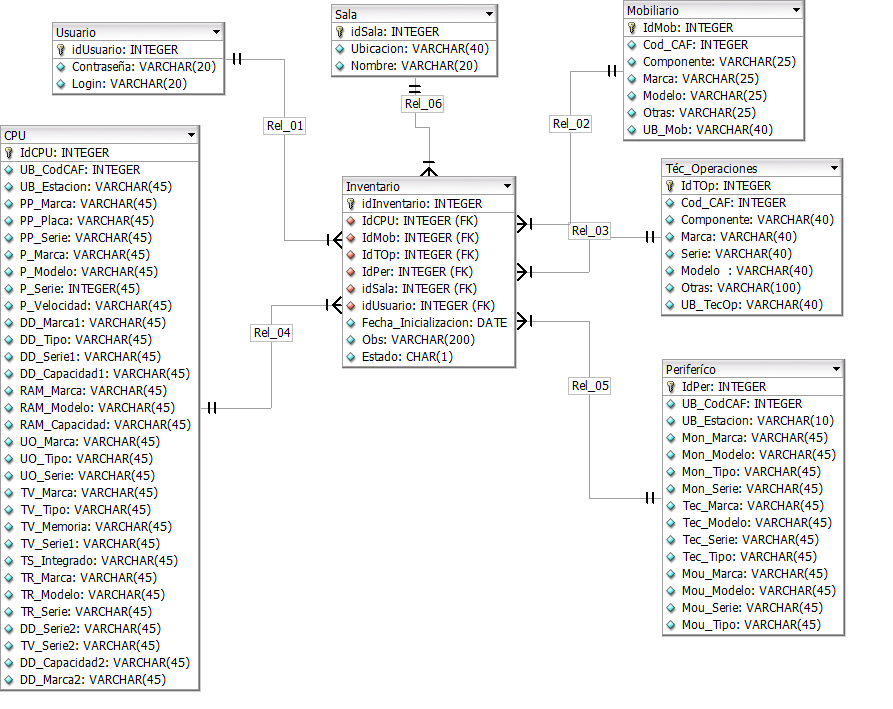 Usuario
idUsuario: INTEGER
Contraseña: VARCHAR(20)
Login: VARCHAR(20)
Sala
idSala: INTEGER
Ubicacion: VARCHAR(40)
Nombre: VARCHAR(20)
Mobiliario
IdMob: INTEGER
Cod_CAF: INTEGER
Componente: VARCHAR(25)
Marca: VARCHAR(25)
Modelo: VARCHAR(25)
Otras: VARCHAR(25)
UB_Mob: VARCHAR(40)
Rel_06
Rel_01
Rel_02
CPU
IdCPU: INTEGER
UB_CodCAF: INTEGER
UB_Estacion: VARCHAR(45)
PP_Marca: VARCHAR(45)
PP_Placa: VARCHAR(45)
PP_Serie: VARCHAR(45)
P_Marca: VARCHAR(45)
P_Modelo: VARCHAR(45)
P_Serie: INTEGER(45)
P_Velocidad: VARCHAR(45)
DD_Marca1: VARCHAR(45)
DD_Tipo: VARCHAR(45)
DD_Serie1: VARCHAR(45)
DD_Capacidad1: VARCHAR(45)
RAM_Marca: VARCHAR(45)
RAM_Modelo: VARCHAR(45)
RAM_Capacidad: VARCHAR(45)
UO_Marca: VARCHAR(45)
UO_Tipo: VARCHAR(45)
UO_Serie: VARCHAR(45)
TV_Marca: VARCHAR(45)
TV_Tipo: VARCHAR(45)
TV_Memoria: VARCHAR(45)
TV_Serie1: VARCHAR(45)
TS_Integrado: VARCHAR(45)
TR_Marca: VARCHAR(45)
TR_Modelo: VARCHAR(45)
TR_Serie: VARCHAR(45)
DD_Serie2: VARCHAR(45)
TV_Serie2: VARCHAR(45)
DD_Capacidad2: VARCHAR(45)
DD_Marca2: VARCHAR(45)
Inventario
idInventario: INTEGER
IdCPU: INTEGER (FK)
IdMob: INTEGER (FK)
IdTOp: INTEGER (FK)
IdPer: INTEGER (FK)
idSala: INTEGER (FK)
idUsuario: INTEGER (FK)
Fecha_Inicializacion: DATE
Obs: VARCHAR(200)
Estado: CHAR(1)
Téc_Operaciones
IdTOp: INTEGER
Cod_CAF: INTEGER
Componente: VARCHAR(40)
Marca: VARCHAR(40)
Serie: VARCHAR(40)
Modelo : VARCHAR(40)
Otras: VARCHAR(100)
UB_TecOp: VARCHAR(40)
Rel_03
Rel_04
Rel_05
Periferíco
IdPer: INTEGER
UB_CodCAF: INTEGER
UB_Estacion: VARCHAR(10)
Mon_Marca: VARCHAR(45)
Mon_Modelo: VARCHAR(45)
Mon_Tipo: VARCHAR(45)
Mon_Serie: VARCHAR(45)
Tec_Marca: VARCHAR(45)
Tec_Modelo: VARCHAR(45)
Tec_Serie: VARCHAR(45)
Tec_Tipo: VARCHAR(45)
Mou_Marca: VARCHAR(45)
Mou_Modelo: VARCHAR(45)
Mou_Serie: VARCHAR(45)
Mou_Tipo: VARCHAR(45)